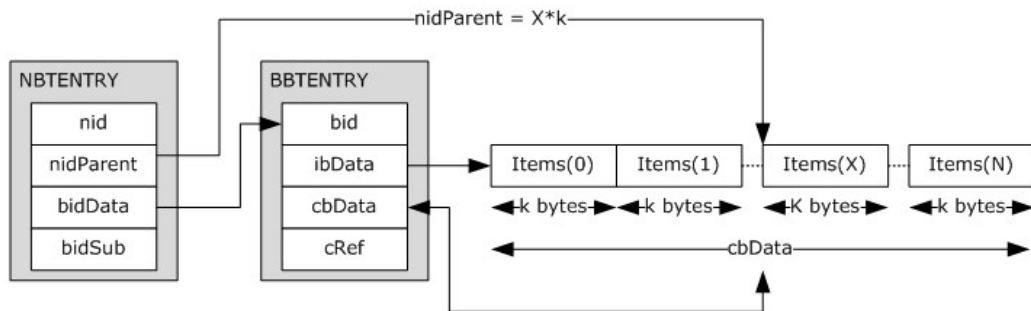 nidParent = X*k
NBTENTRY
nid
nidParent
bidData
bidSub
BBTENTRY
bid
ibData
cbData
cRef
Items(0) Items(1) Items(X) Items(N)
k bytes k bytes K bytes k bytes
cbData